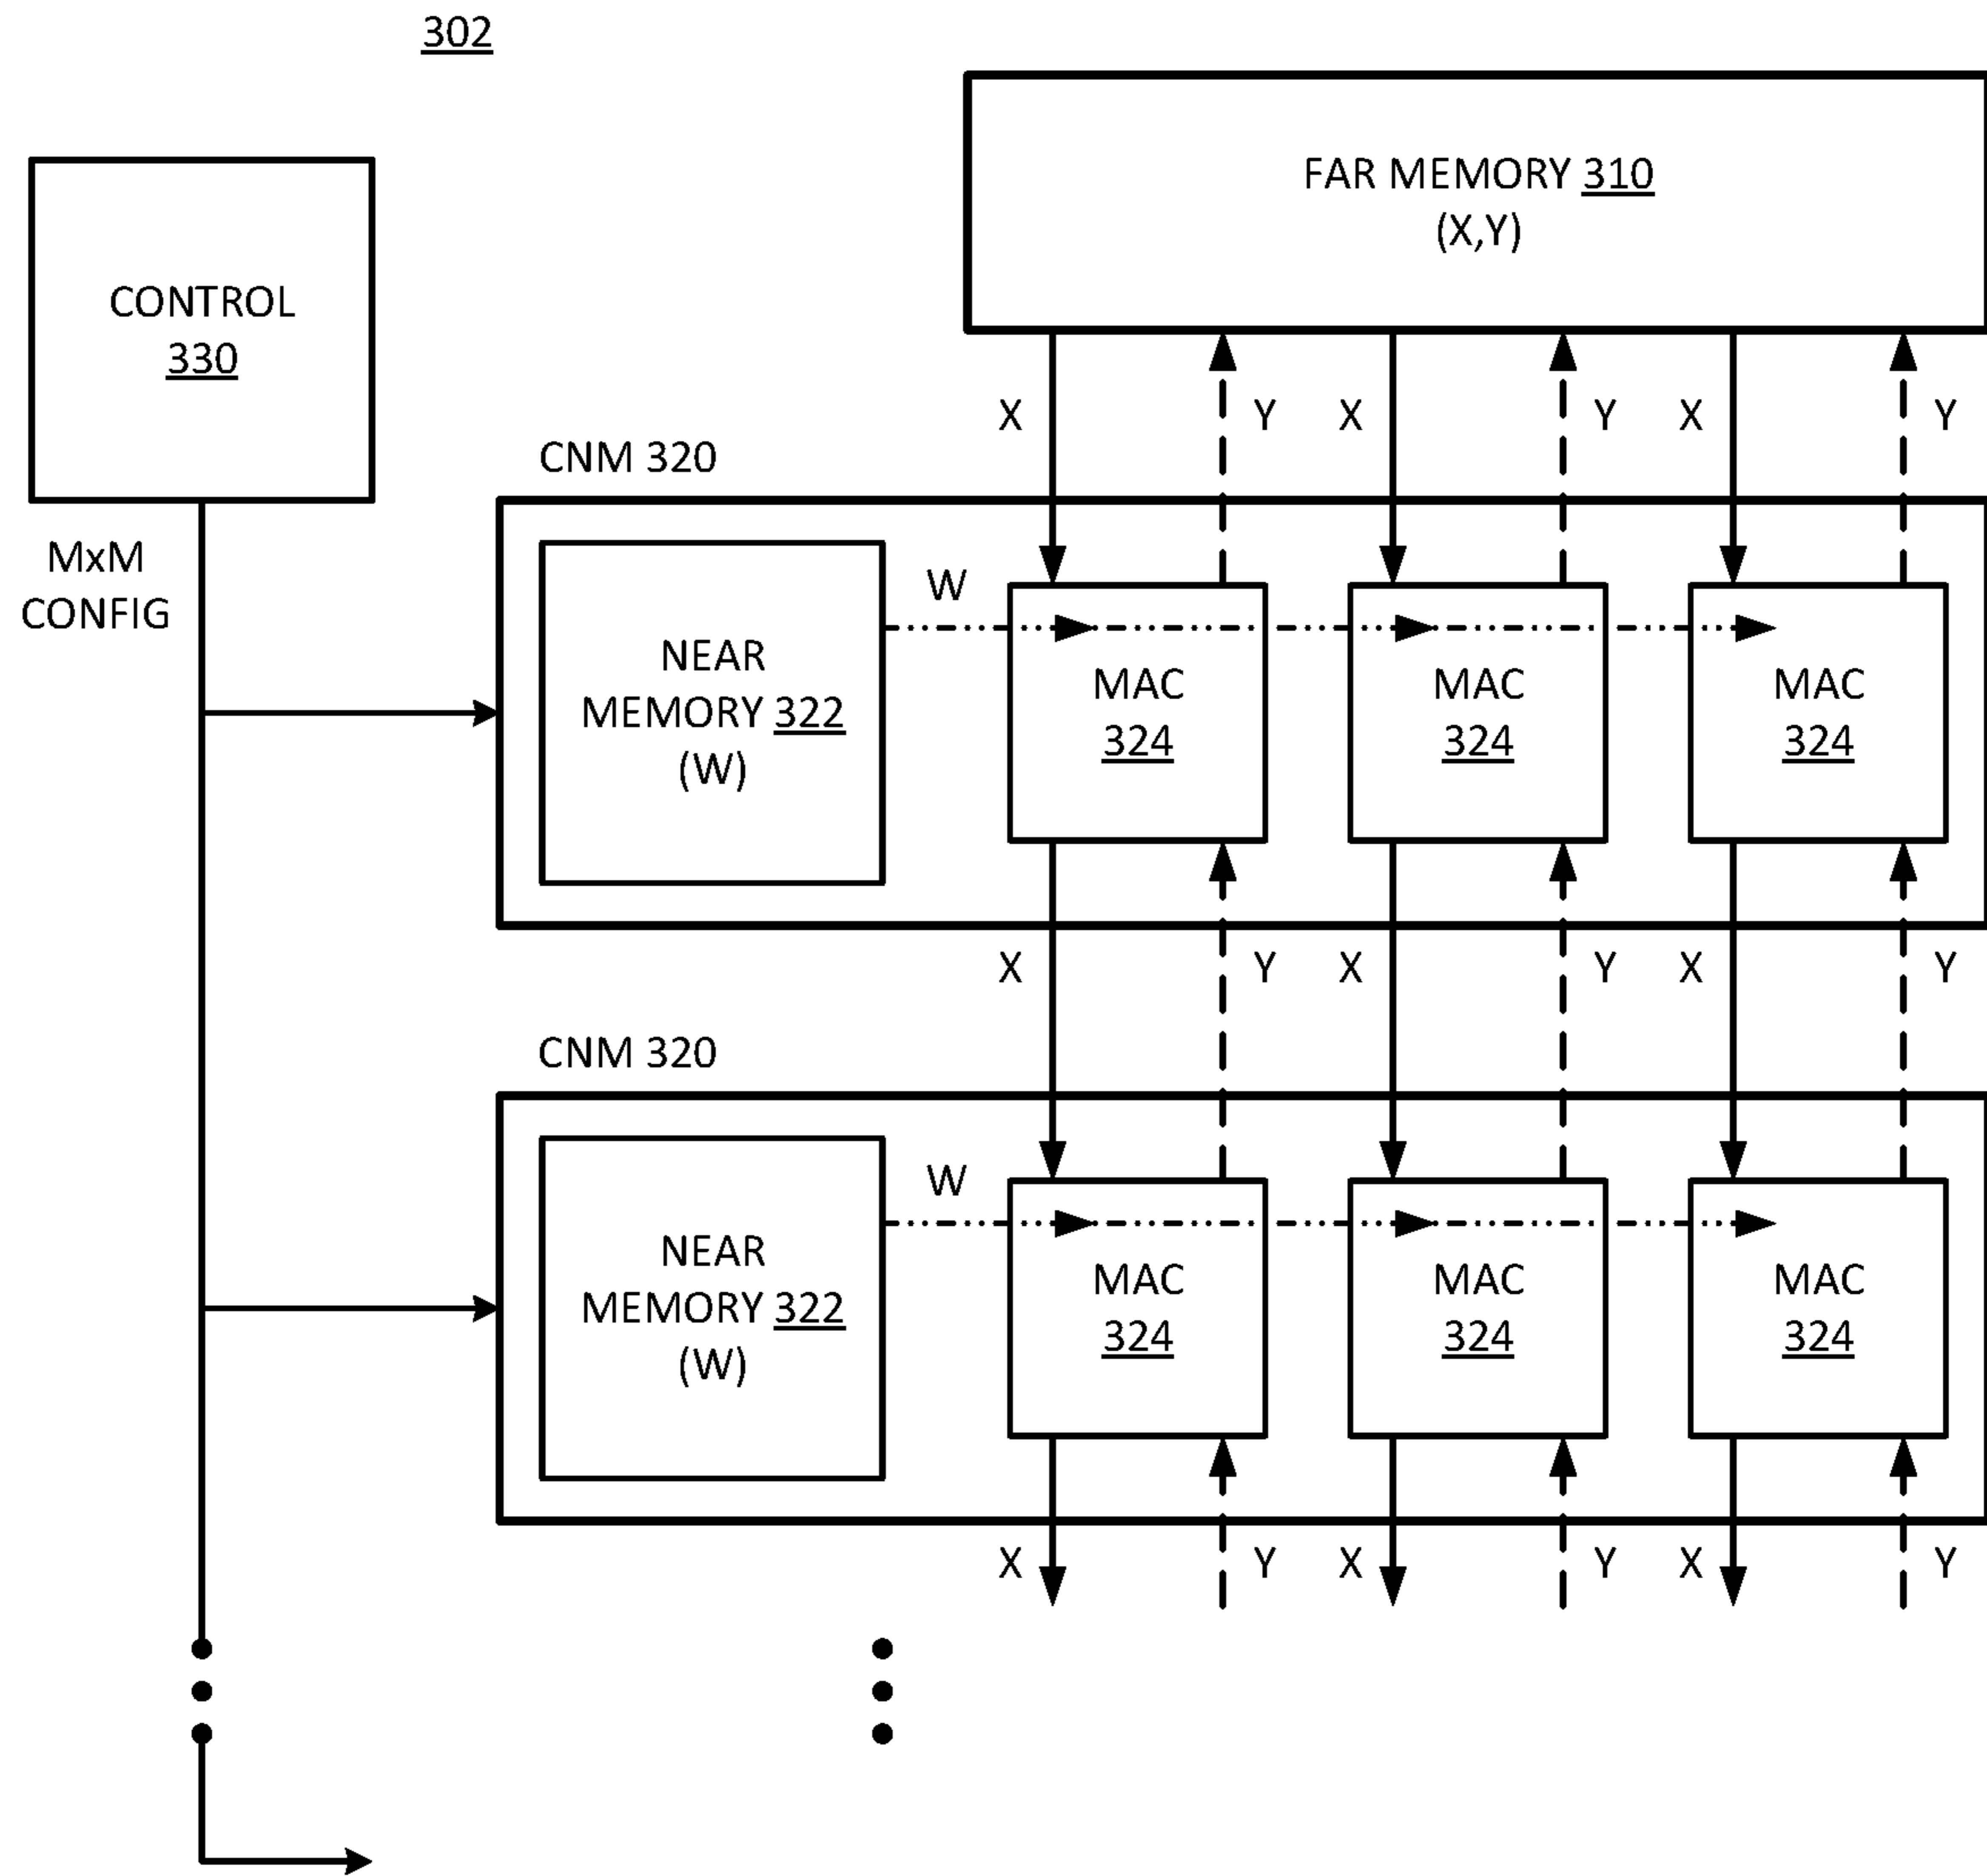 302
FAR MEMORY 310
(X,Y)
CONTROL
330
X Y X Y X Y
CNM 320
MxM
CONFIG
W
NEAR
MEMORY 322
(W)
MAC
324
MAC
324
MAC
324
X Y X Y X Y
CNM 320
W
NEAR
MEMORY 322
(W)
MAC
324
MAC
324
MAC
324
X Y X Y X Y